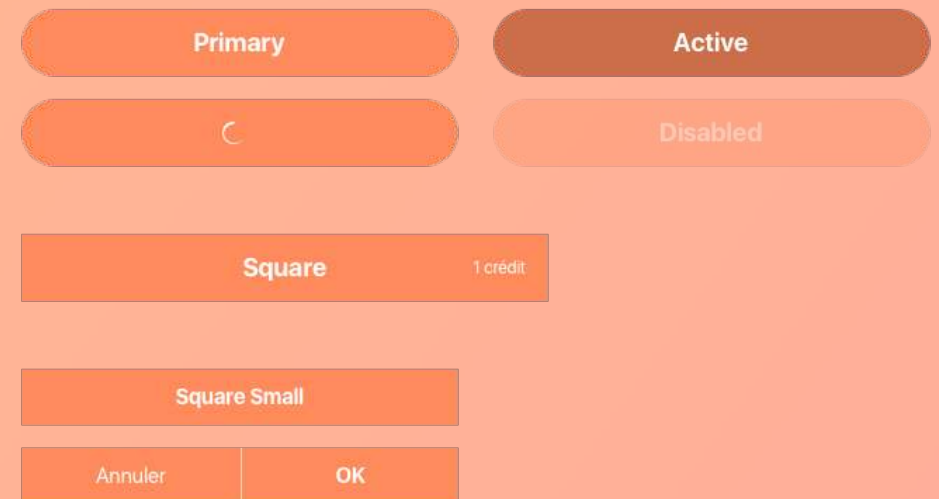 Primary
Active
Disabled
Square
1 crédit
Square Small
Annuler
OK